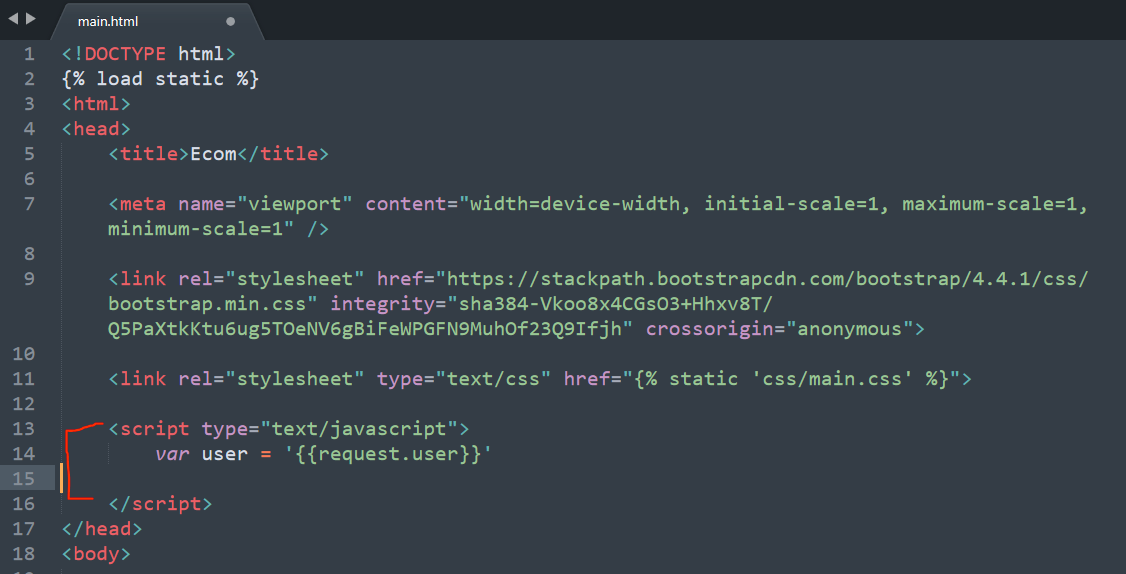 main.html
1 <!DOCTYPE html>
2 {% load static %}
3 <html>
4 <head>
5 <title>Ecom</title>
6
7 <meta name="viewport" content="width=device-width, initial-scale=1, maximum-scale=1,
minimum-scale=1" />
8
9 <link rel="stylesheet" href="https://stackpath.bootstrapcdn.com/bootstrap/4.4.1/css/
bootstrap.min.css" integrity="sha384-Vkoo8x4CGsO3+Hhxv8T/
Q5PaXtkKtu6ug5TOeNV6gBiFeWPGFN9MuhOf23Q9Ifjh" crossorigin="anonymous">
10
11 <link rel="stylesheet" type="text/css" href="{% static 'css/main.css' %}">
12
13 <script type="text/javascript">
14 var user = '{{request.user}}'
15
16 </script>
17 </head>
18 <body>